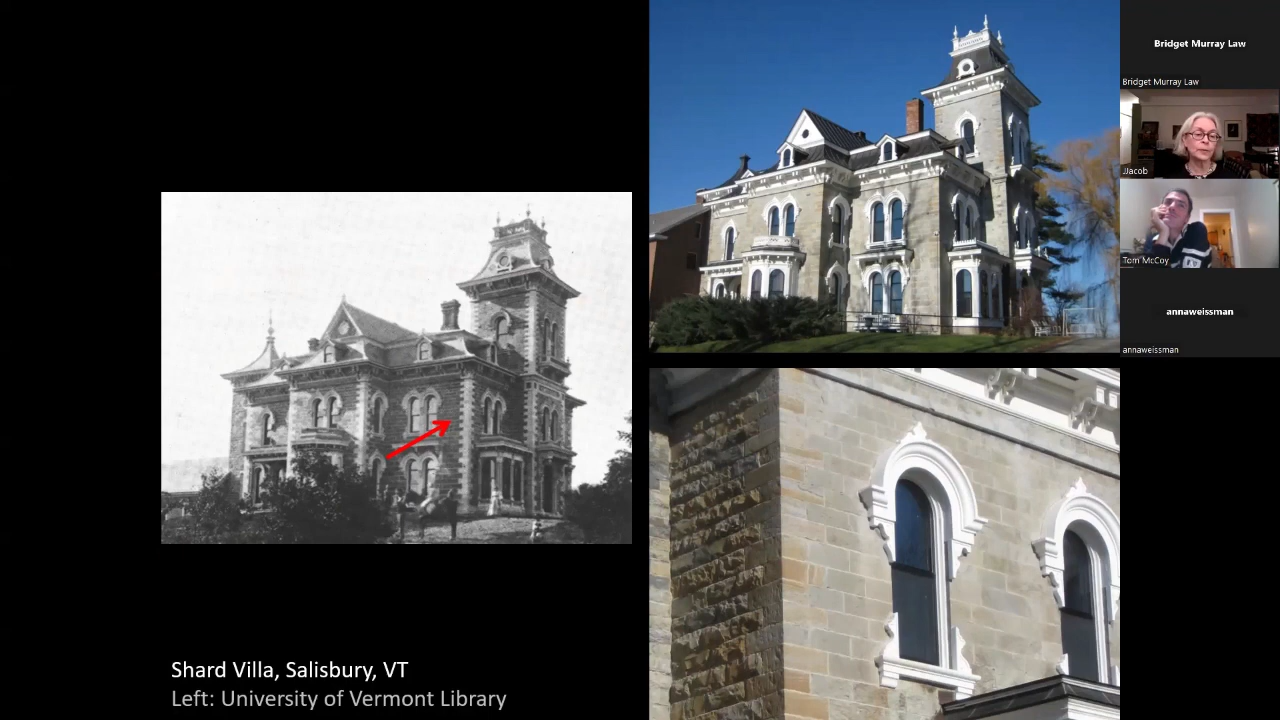 Shard Villa, Salisbury, VT
Left: University of Vermont Library
Bridget Murray Law
Bridget Murray Law
JJacob
Tom McCoy
annaweissman
annaweissman